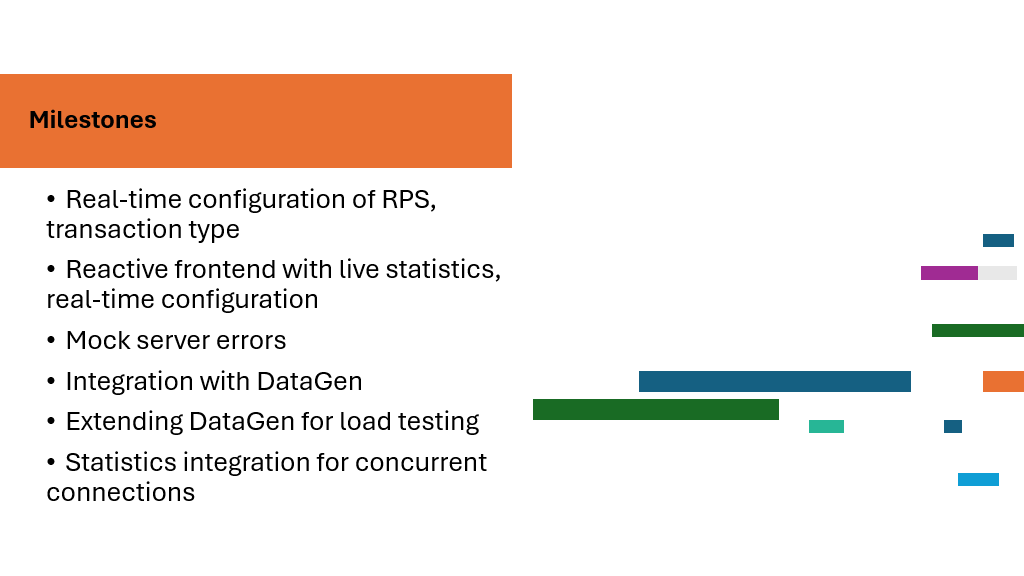 Milestones
• Real-time configuration of RPS,
transaction type
• Reactive frontend with live statistics,
real-time configuration
• Mock server errors
• Integration with DataGen
• Extending DataGen for load testing
• Statistics integration for concurrent
connections